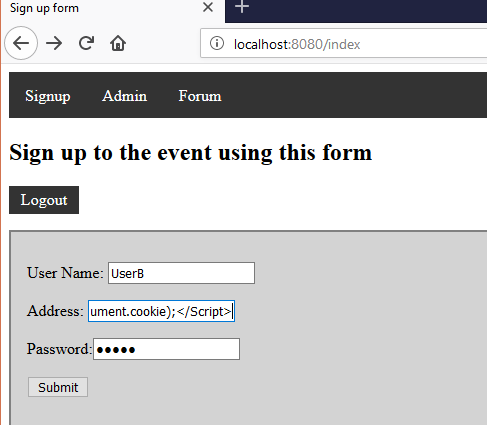 Sign up form
localhost:8080/index
Signup Admin Forum
Sign up to the event using this form
Logout
User Name: UserB
Address: ument.cookie);</Script>
Password: •••••
Submit